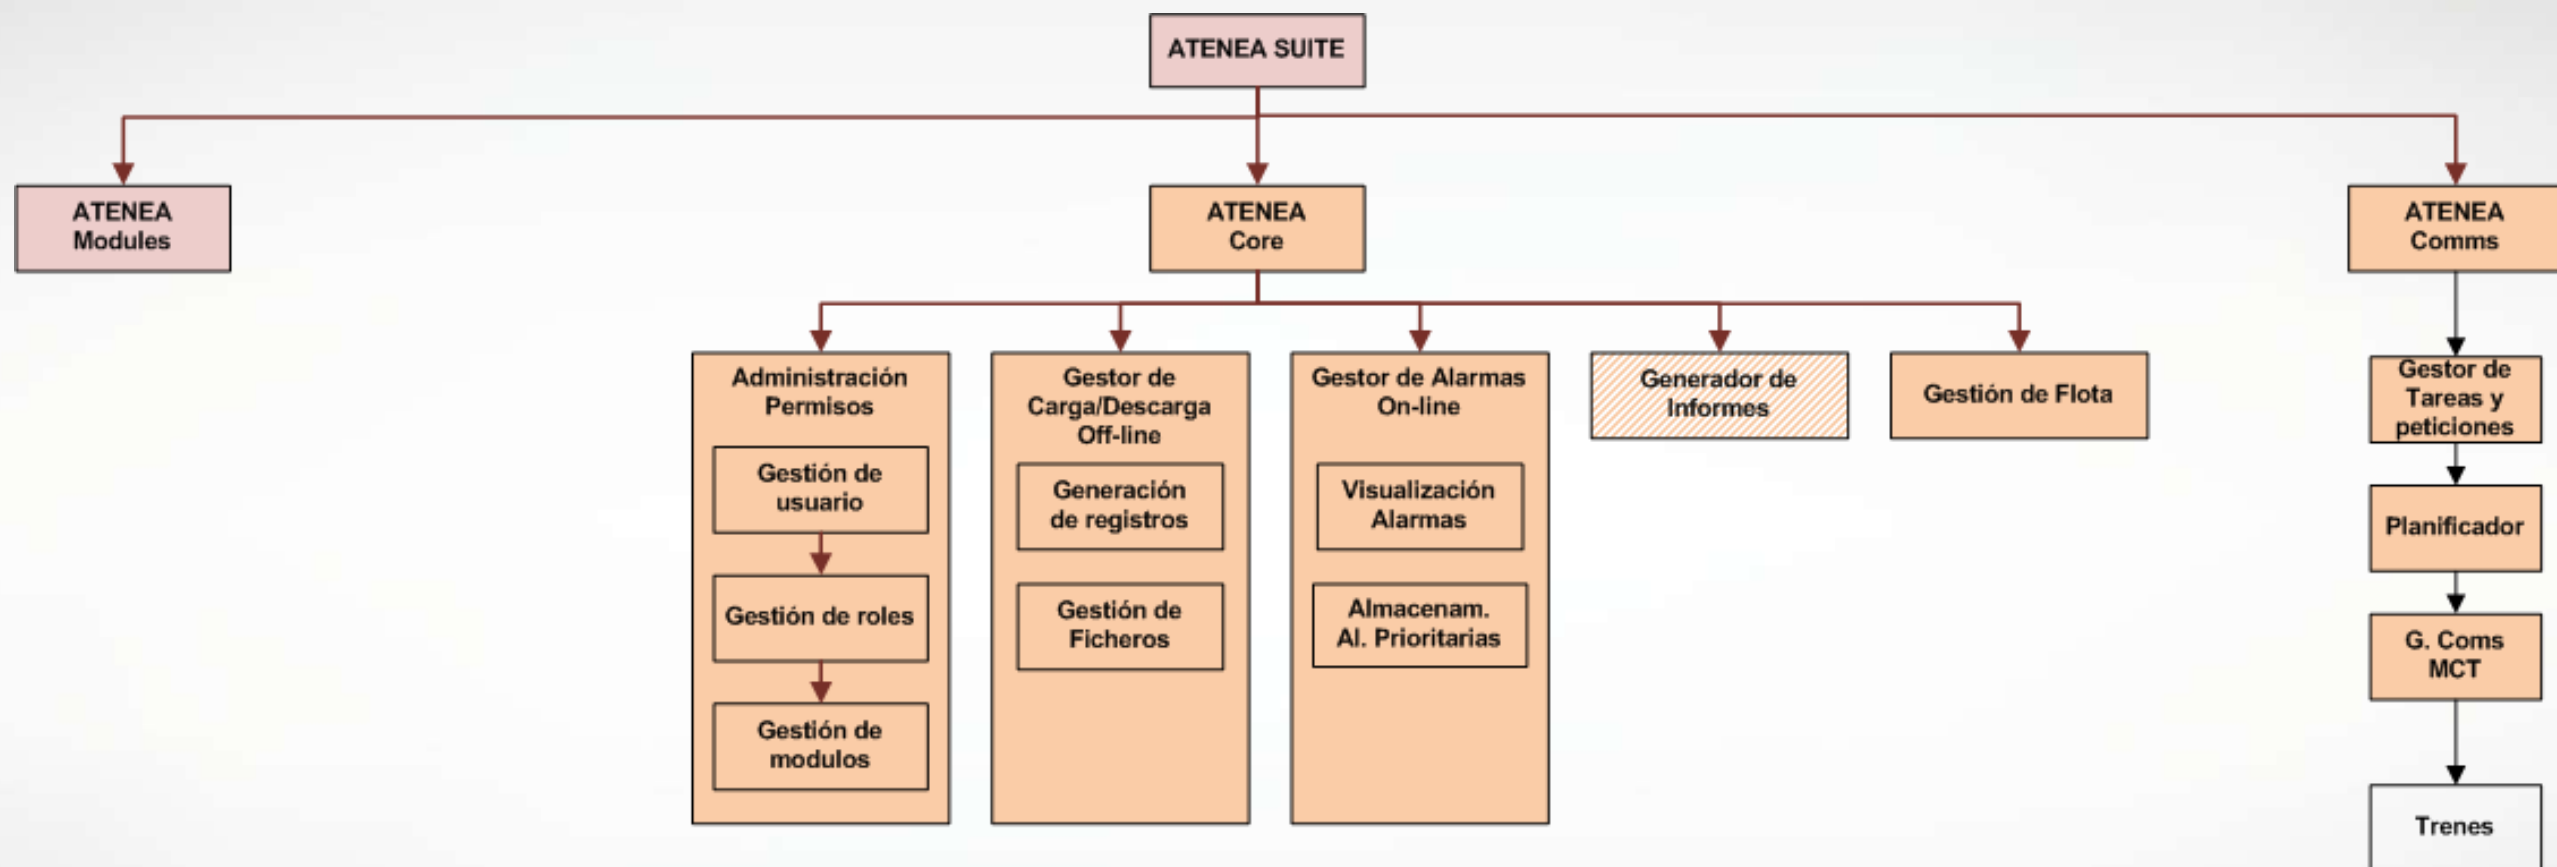 ATENEA SUITE
ATENEA
Modules
ATENEA
Core
ATENEA
Comms
Administración
Permisos
Gestión de
usuario
Gestión de roles
Gestión de
modulos
Gestor de
Carga/Descarga
Off-line
Generación
de registros
Gestión de
Ficheros
Gestor de Alarmas
On-line
Visualización
Alarmas
Almacenam.
Al. Prioritarias
Generador de
Informes
Gestión de Flota
Gestor de
Tareas y
peticiones
Planificador
G. Coms
MCT
Trenes